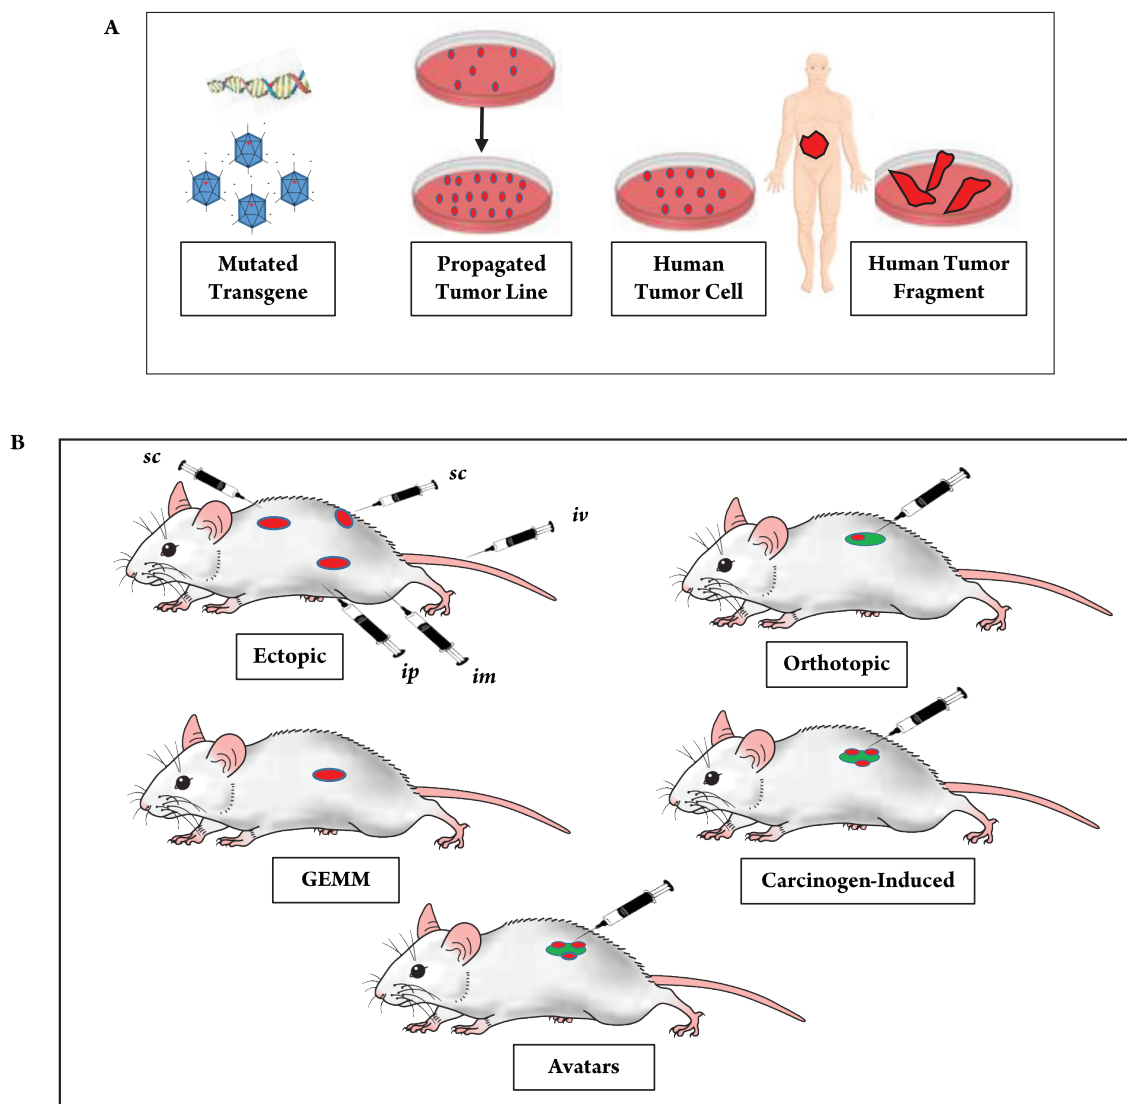 A
Mutated
Transgene
Propagated
Tumor Line
Human
Tumor Cell
Human Tumor
Fragment
B
sc
sc
iv
ip
im
Ectopic
Orthotopic
GEMM
Carcinogen-Induced
Avatars